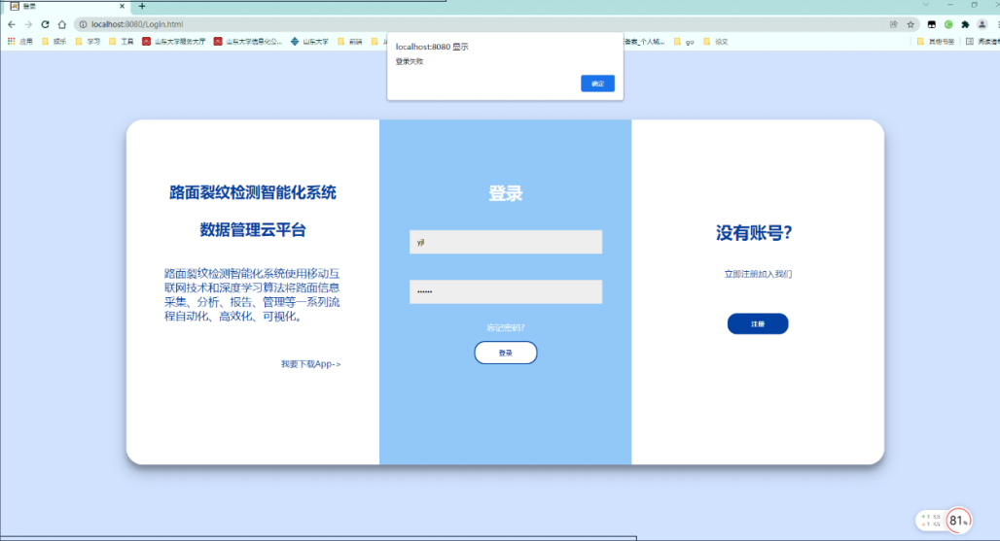 登录
localhost:8080/Login.html
应用 娱乐 学习 工具 山东大学服务大厅 山东大学信息化公... 山东大学 前端 备案_个人域... go 论文 其他书签 阅读清单
localhost:8080 显示
登录失败
确定
路面裂纹检测智能化系统
数据管理云平台
路面裂纹检测智能化系统使用移动互
联网技术和深度学习算法将路面信息
采集、分析、报告、管理等一系列流
程自动化、高效化、可视化。
我要下载App->
登录
yjl
••••••
忘记密码?
登录
没有账号?
立即注册加入我们
注册
81%